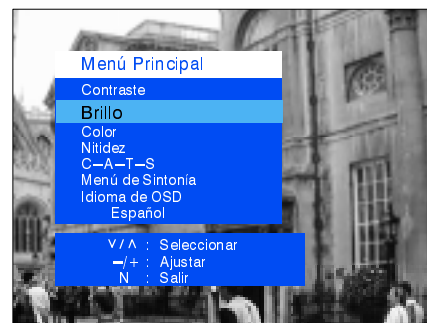 Menú Principal
Contraste
Brillo
Color
Nitidez
C–A–T–S
Menú de Sintonía
Idioma de OSD
Español
∨/∧ : Seleccionar
–/+ : Ajustar
N : Salir